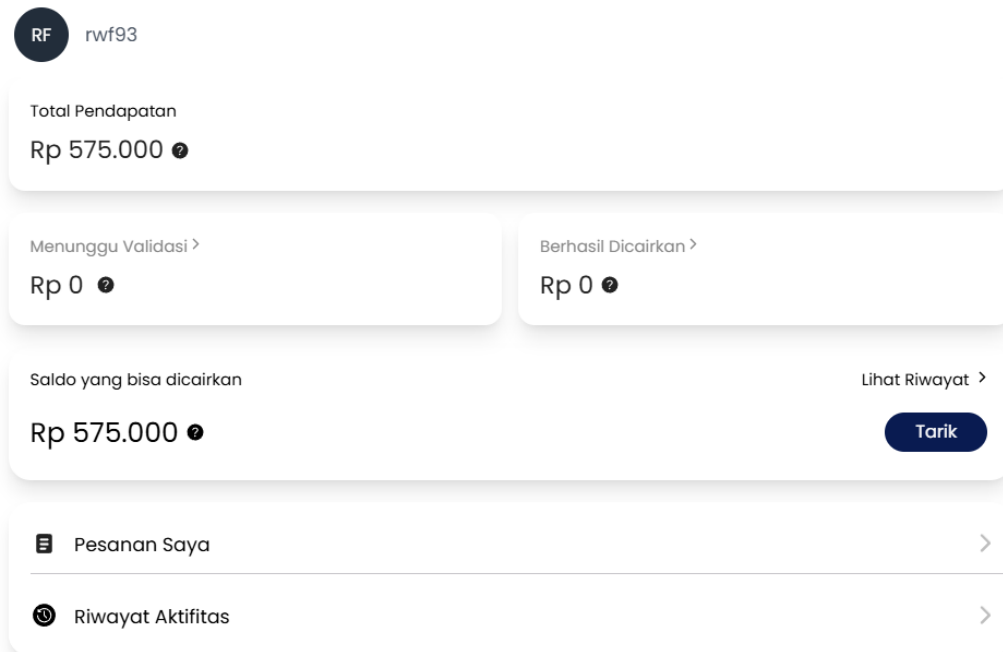 RF rwf93
Total Pendapatan
Rp 575.000
Menunggu Validasi
Rp 0
Berhasil Dicairkan
Rp 0
Saldo yang bisa dicairkan
Lihat Riwayat
Rp 575.000
Tarik
Pesanan Saya
Riwayat Aktifitas